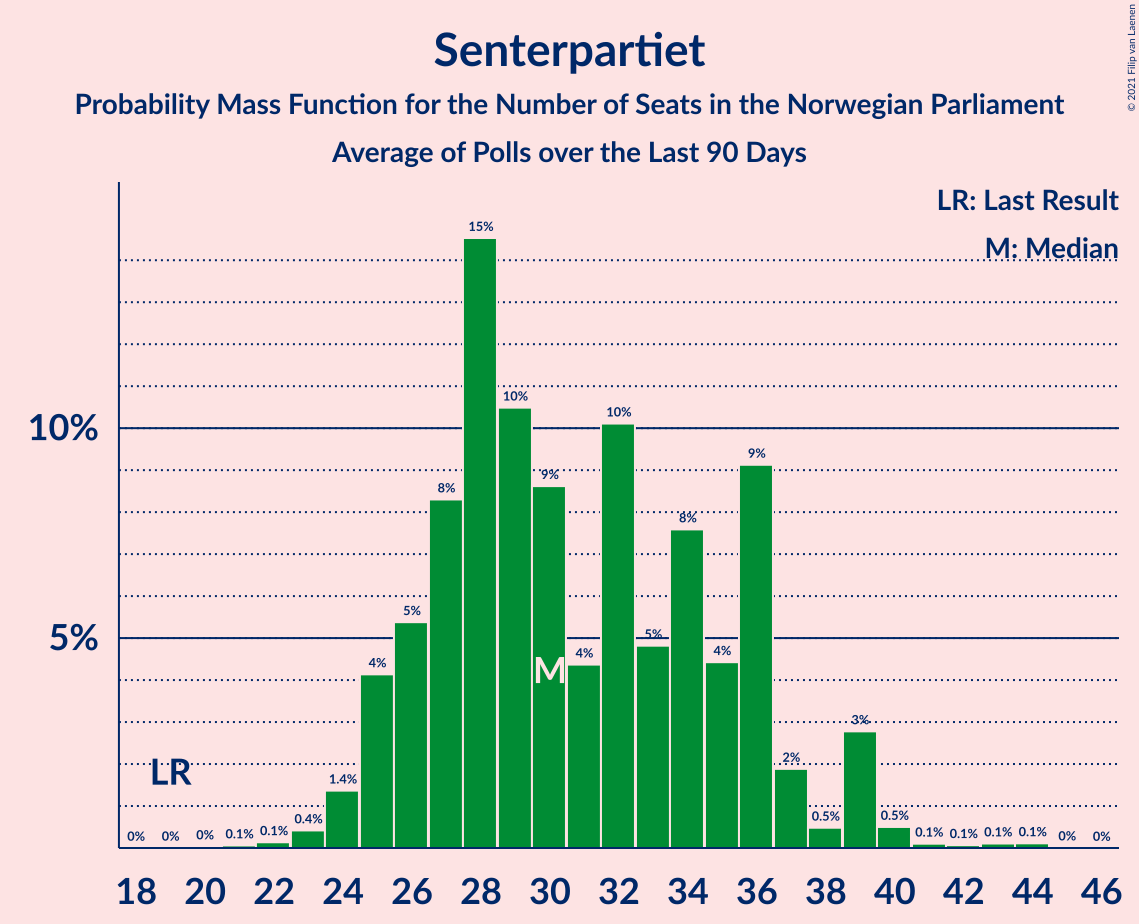 Senterpartiet
Probability Mass Function for the Number of Seats in the Norwegian Parliament
Average of Polls over the Last 90 Days
© 2021 Filip van Laenen
LR: Last Result
M: Median
10%
5%
0% 0% 0% 0.1% 0.1% 0.4% 1.4% 4% 5% 8% 15% 10% 9% 4% 10% 5% 8% 4% 9% 2% 0.5% 3% 0.5% 0.1% 0.1% 0.1% 0.1% 0% 0%
LR
M
18 20 22 24 26 28 30 32 34 36 38 40 42 44 46